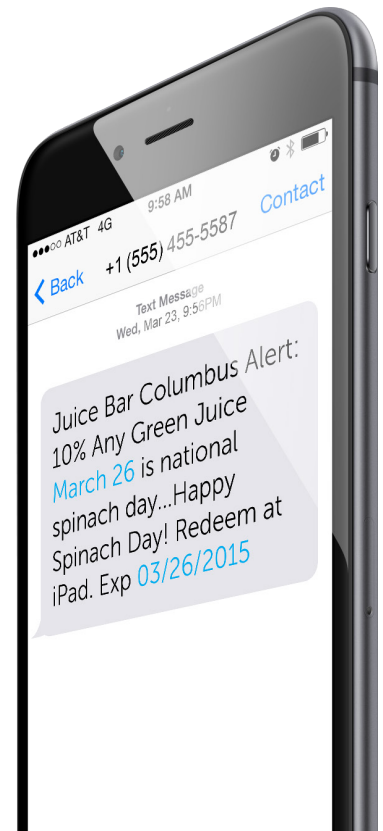 AT&T 4G 9:58 AM
Back +1 (555) 455-5587 Contact
Text Message
Wed, Mar 23, 9:56PM
Juice Bar Columbus Alert:
10% Any Green Juice
March 26 is national
spinach day...Happy
Spinach Day! Redeem at
iPad. Exp 03/26/2015